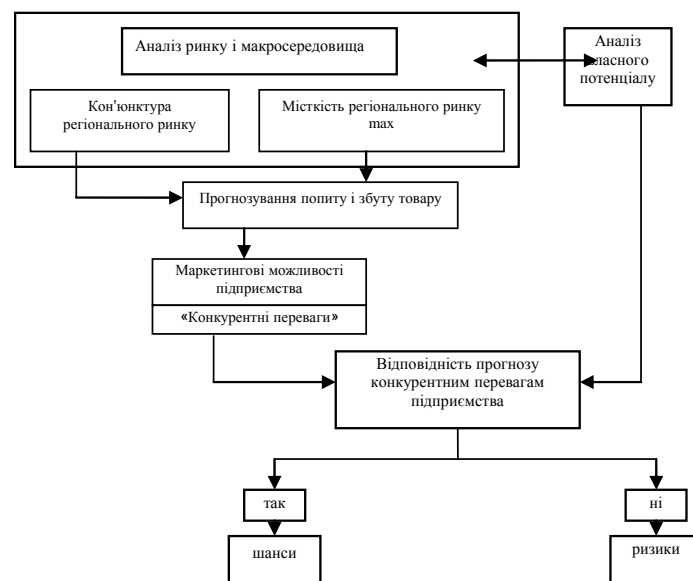 Аналіз ринку і макросередовища
Аналіз
власного
потенціалу
Кон'юнктура
регіонального ринку
Місткість регіонального ринку
max
Прогнозування попиту і збуту товару
Маркетингові можливості
підприємства
«Конкурентні переваги»
Відповідність прогнозу
конкурентним перевагам
підприємства
так
ні
шанси
ризики